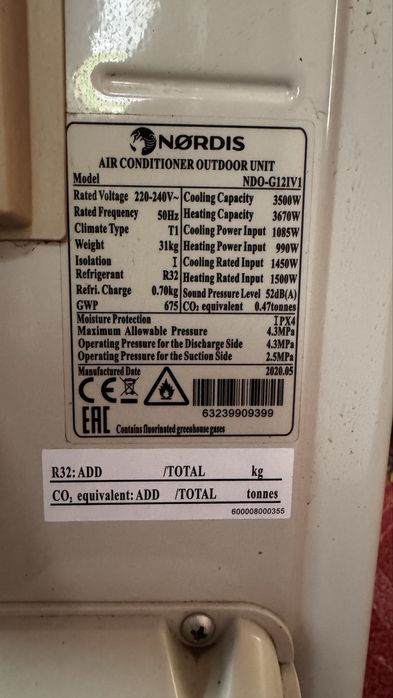 NØRDIS
AIR CONDITIONER OUTDOOR UNIT
Model NDO-G12IV1
Rated Voltage 220-240V~ Cooling Capacity 3500W
Rated Frequency 50Hz Heating Capacity 3670W
Climate Type T1 Cooling Power Input 1085W
Weight 31kg Heating Power Input 990W
Isolation I Cooling Rated Input 1450W
Refrigerant R32 Heating Rated Input 1500W
Refri. Charge 0.70kg Sound Pressure Level 52dB(A)
GWP 675 CO₂ equivalent 0.47tonnes
Moisture Protection IPX4
Maximum Allowable Pressure 4.3MPa
Operating Pressure for the Discharge Side 4.3MPa
Operating Pressure for the Suction Side 2.5MPa
Manufactured Date 2020.05
CE
63239909399
EAC Contains fluorinated greenhouse gases
R32: ADD /TOTAL kg
CO₂ equivalent: ADD /TOTAL tonnes
600008000355